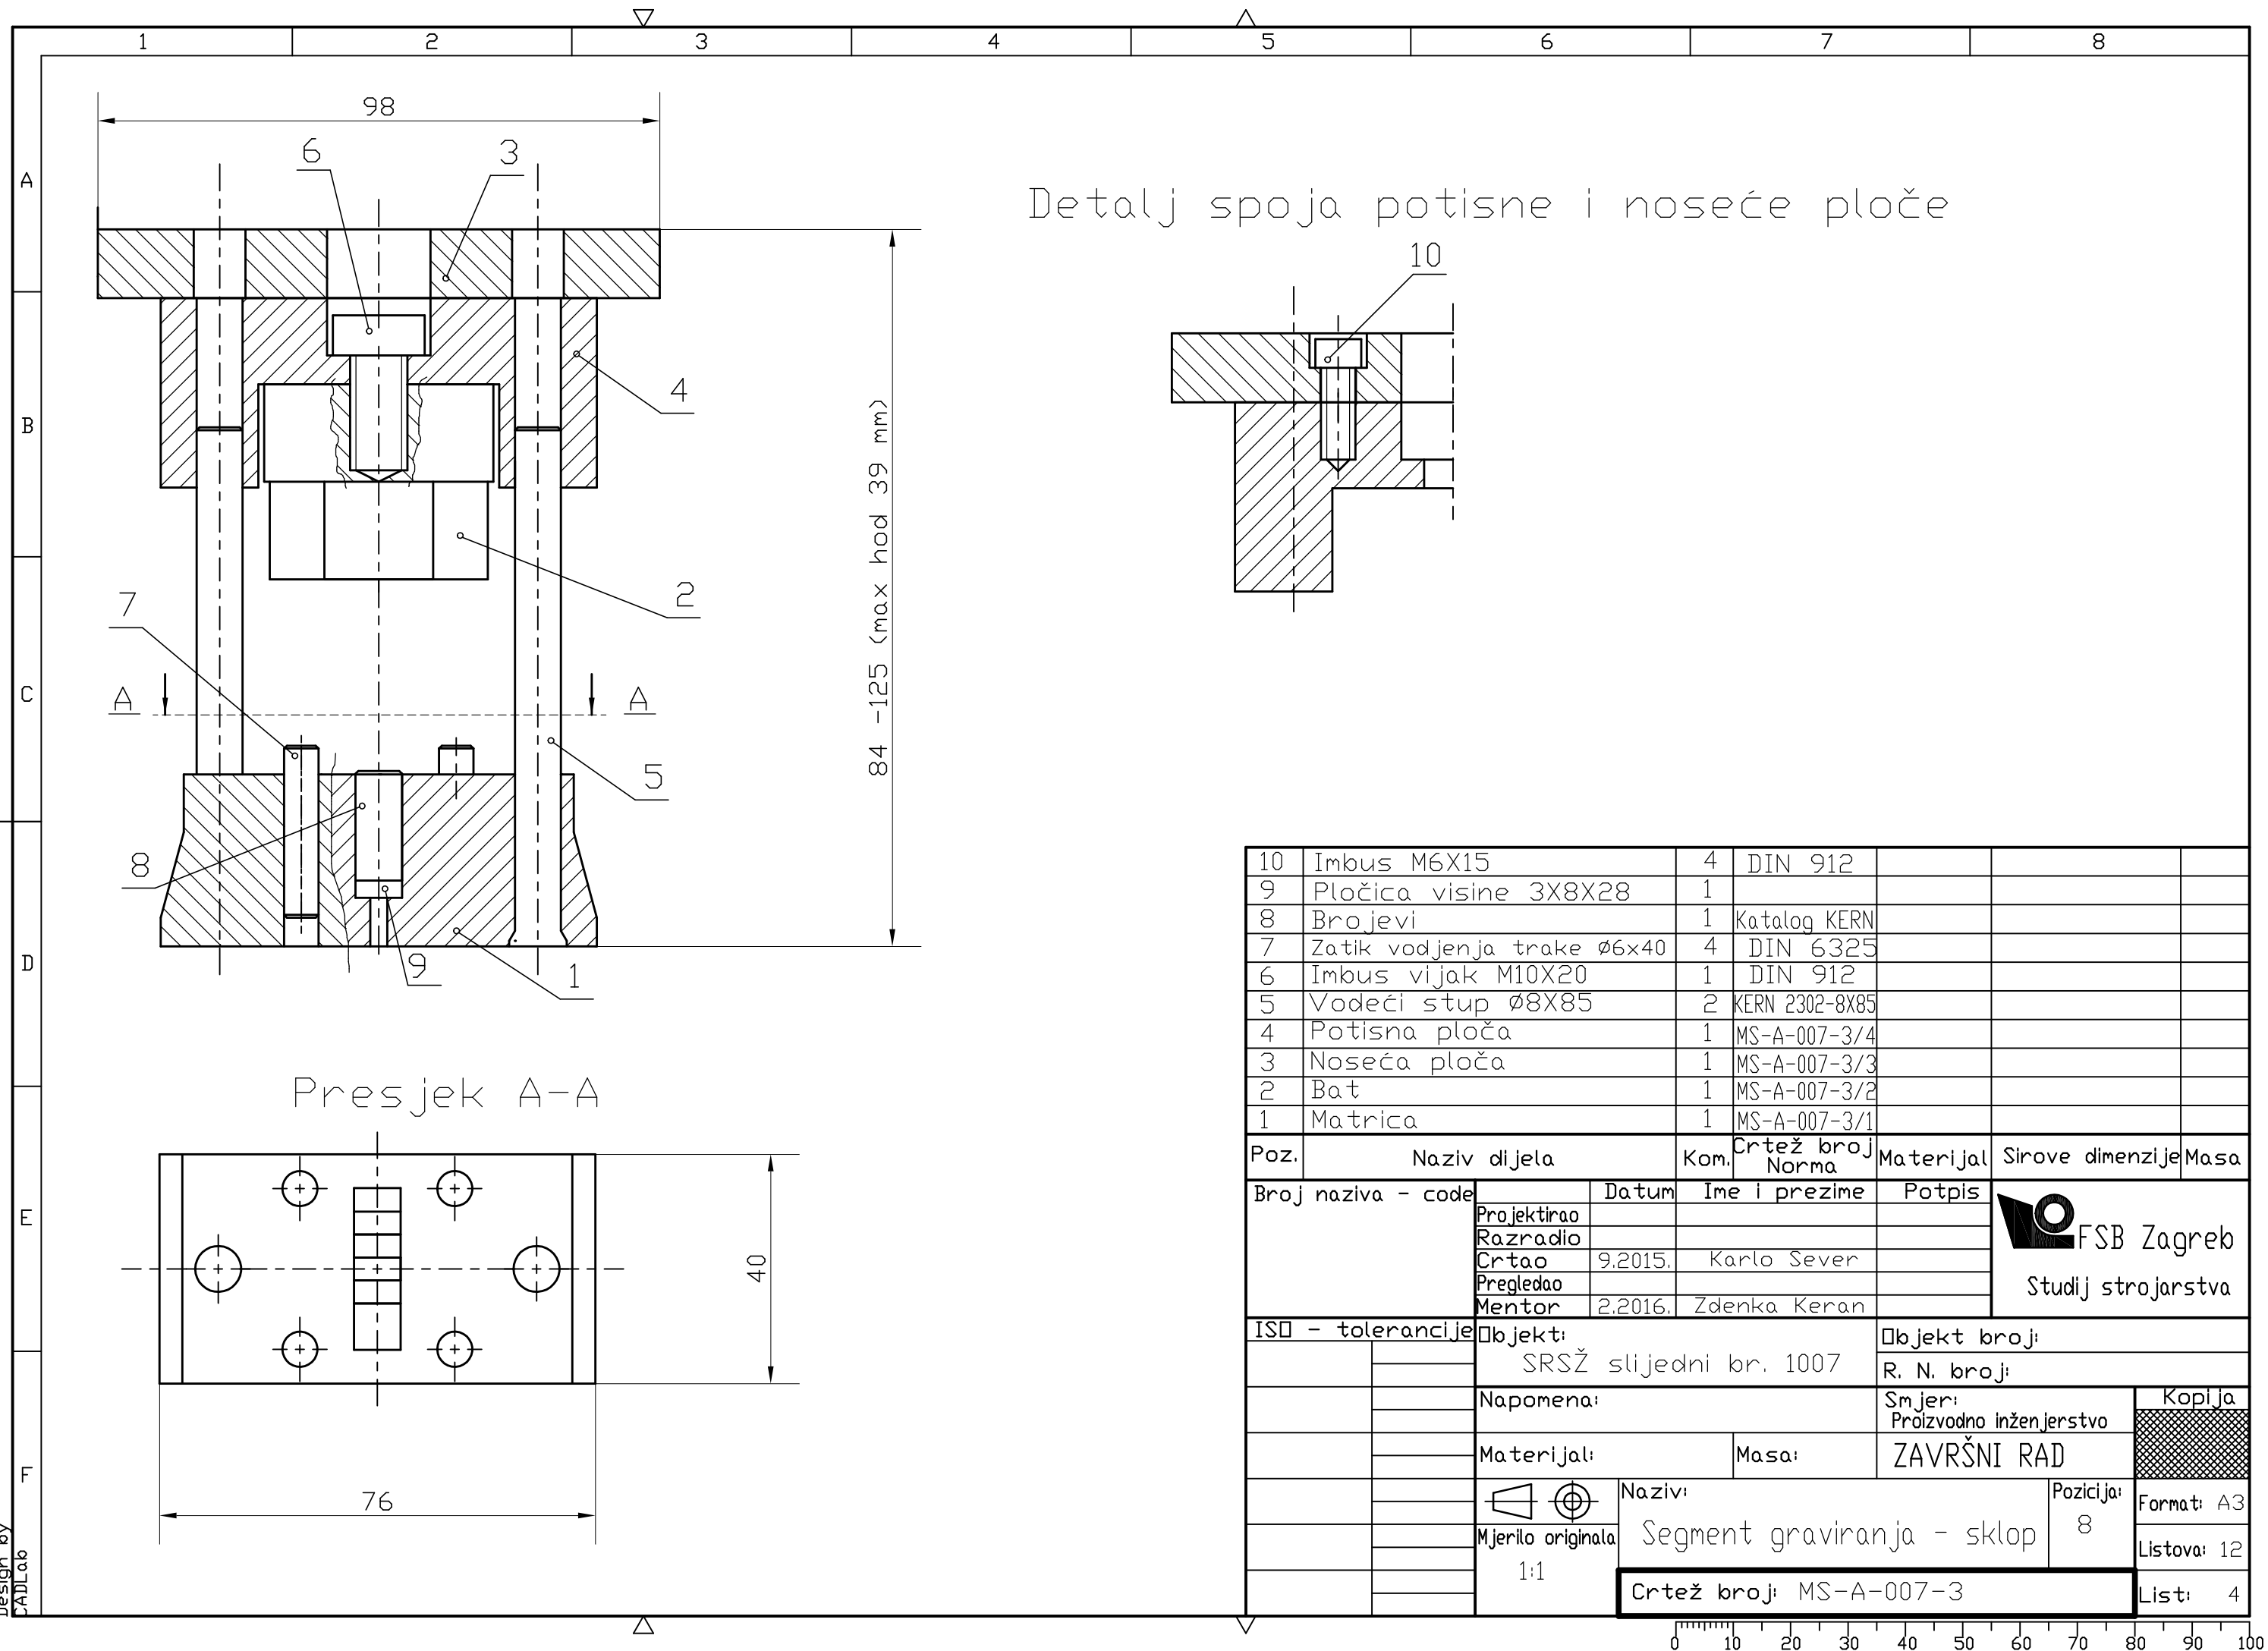 1 2 3 4 5 6 7 8
A
B
C
D
E
F
98
6 3
4
2
7
A A
5
8
9 1
84 -125 (max hod 39 mm)
Detalj spoja potisne i noseće ploče
10
Presjek A-A
40
76
10 Imbus M6X15 4 DIN 912
9 Pločica visine 3X8X28 1
8 Brojevi 1 Katalog KERN
7 Zatik vodjenja trake Ø6x40 4 DIN 6325
6 Imbus vijak M10X20 1 DIN 912
5 Vodeći stup Ø8X85 2 KERN 2302-8X85
4 Potisna ploča 1 MS-A-007-3/4
3 Noseća ploča 1 MS-A-007-3/3
2 Bat 1 MS-A-007-3/2
1 Matrica 1 MS-A-007-3/1
Poz. Naziv dijela Kom. Crtež broj Norma Materijal Sirove dimenzije Masa
Broj naziva - code Datum Ime i prezime Potpis
Projektirao
Razradio
Crtao 9.2015. Karlo Sever
Pregledao
Mentor 2.2016. Zdenka Keran
FSB Zagreb
Studij strojarstva
ISO - tolerancije
Objekt:
SRSŽ slijedni br. 1007
Objekt broj:
R. N. broj:
Napomena:
Smjer:
Proizvodno inženjerstvo
Kopija
Materijal:
Masa:
ZAVRŠNI RAD
Naziv:
Segment graviranja - sklop
Pozicija:
8
Format: A3
Mjerilo originala
1:1
Listova: 12
Crtež broj: MS-A-007-3
List: 4
Design by
CADLab
0 10 20 30 40 50 60 70 80 90 100